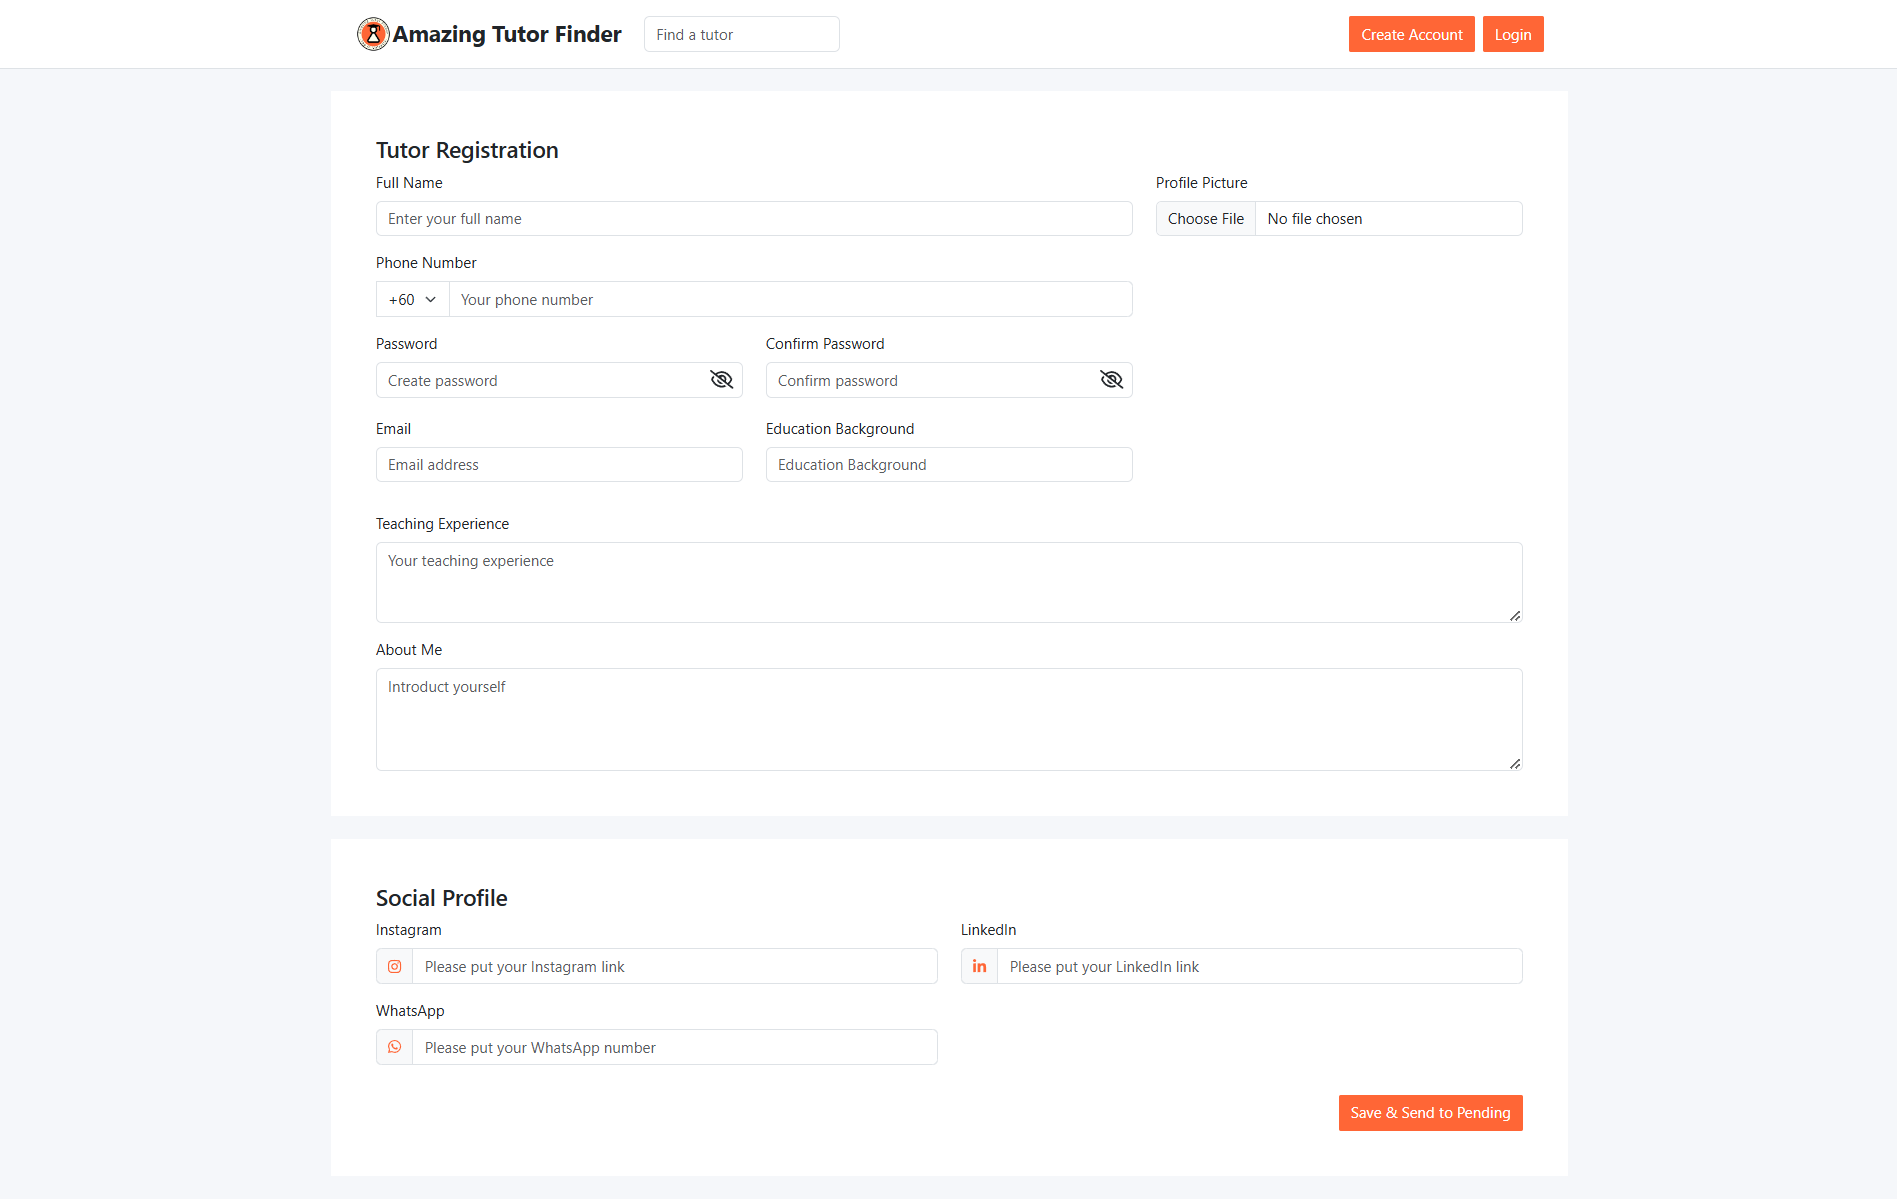 Amazing Tutor Finder
Find a tutor
Create Account
Login
Tutor Registration
Full Name
Enter your full name
Profile Picture
Choose File
No file chosen
Phone Number
+60
Your phone number
Password
Create password
Confirm Password
Confirm password
Email
Email address
Education Background
Education Background
Teaching Experience
Your teaching experience
About Me
Introduct yourself
Social Profile
Instagram
Please put your Instagram link
LinkedIn
in
Please put your LinkedIn link
WhatsApp
Please put your WhatsApp number
Save & Send to Pending